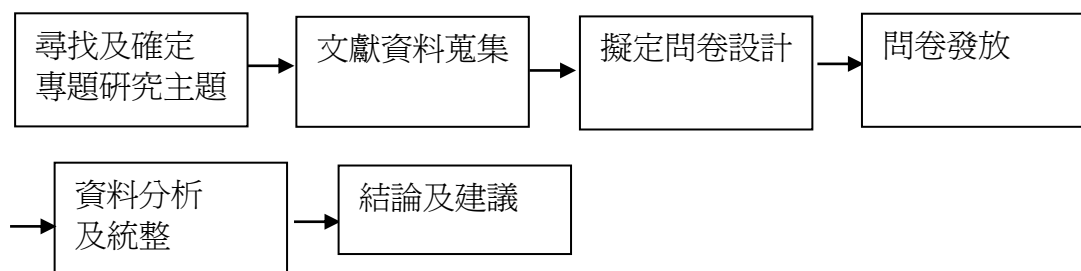 尋找及確定
專題研究主題
文獻資料蒐集
擬定問卷設計
問卷發放
資料分析
及統整
結論及建議